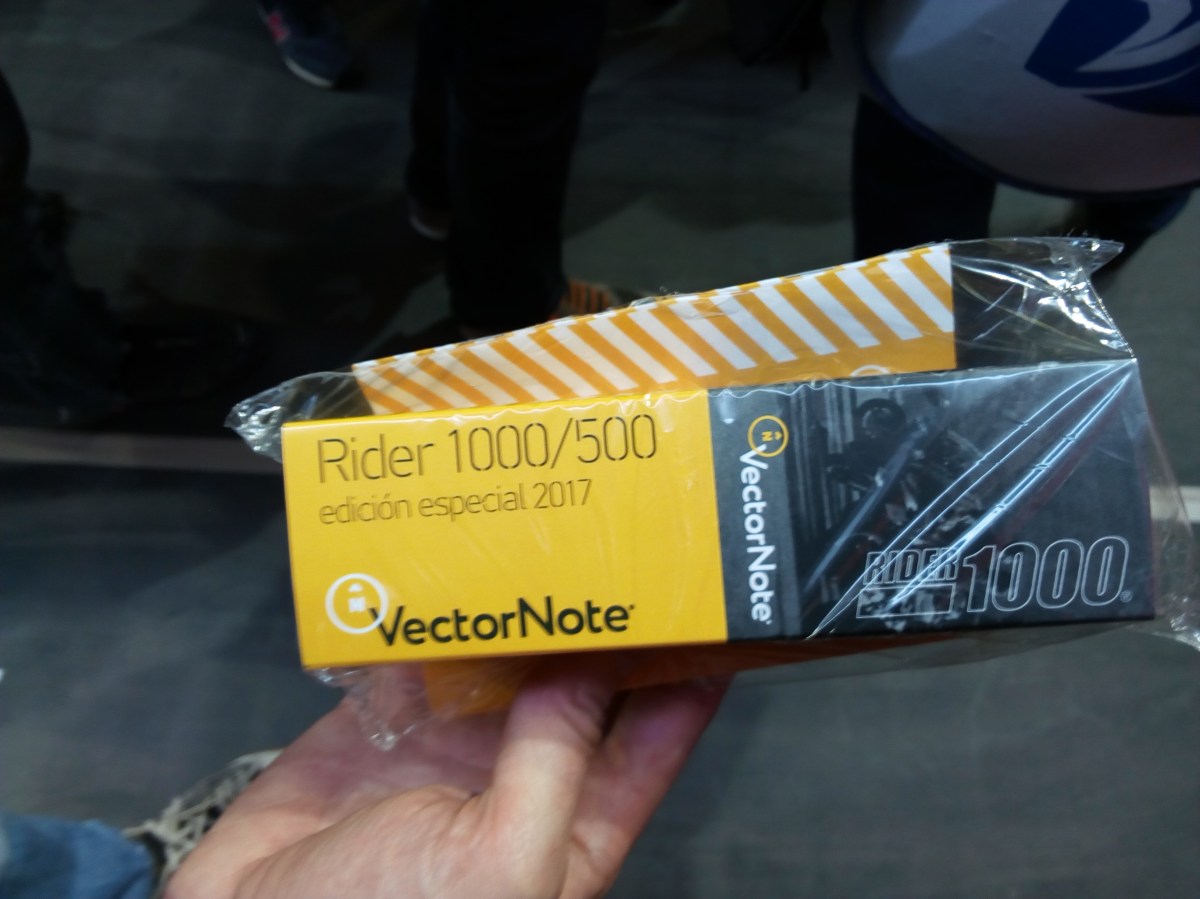 Rider 1000/500
edición especial 2017
N
VectorNote®
N
VectorNote®
RIDER 1000®